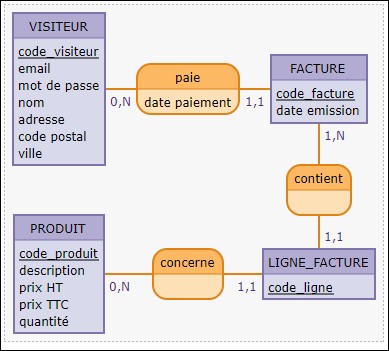 VISITEUR
code_visiteur
email
mot de passe
nom
adresse
code postal
ville
0,N
paie
date paiement
1,1
FACTURE
code_facture
date emission
1,N
contient
1,1
PRODUIT
code_produit
description
prix HT
prix TTC
quantité
0,N
concerne
1,1
LIGNE_FACTURE
code_ligne